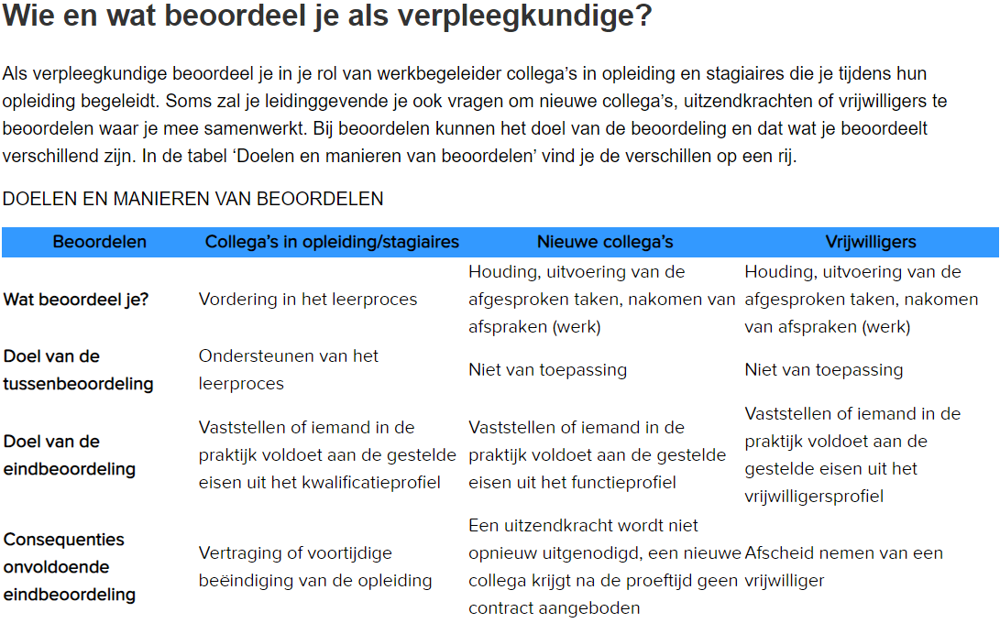 Wie en wat beoordeel je als verpleegkundige?
Als verpleegkundige beoordeel je in je rol van werkbegeleider collega’s in opleiding en stagiaires die je tijdens hun
opleiding begeleidt. Soms zal je leidinggevende je ook vragen om nieuwe collega’s, uitzendkrachten of vrijwilligers te
beoordelen waar je mee samenwerkt. Bij beoordelen kunnen het doel van de beoordeling en dat wat je beoordeelt
verschillend zijn. In de tabel ‘Doelen en manieren van beoordelen’ vind je de verschillen op een rij.
DOELEN EN MANIEREN VAN BEOORDELEN
Beoordelen Collega’s in opleiding/stagiaires Nieuwe collega’s Vrijwilligers
Wat beoordeel je?
Vordering in het leerproces
Houding, uitvoering van de
afgesproken taken, nakomen van
afspraken (werk)
Houding, uitvoering van de
afgesproken taken, nakomen
van afspraken (werk)
Doel van de
tussenbeoordeling
Ondersteunen van het
leerproces
Niet van toepassing
Niet van toepassing
Doel van de
eindbeoordeling
Vaststellen of iemand in de
praktijk voldoet aan de gestelde
eisen uit het kwalificatieprofiel
Vaststellen of iemand in de
praktijk voldoet aan de gestelde
eisen uit het functieprofiel
Vaststellen of iemand in de
praktijk voldoet aan de
gestelde eisen uit het
vrijwilligersprofiel
Consequenties
onvoldoende
eindbeoordeling
Vertraging of voortijdige
beëindiging van de opleiding
Een uitzendkracht wordt niet
opnieuw uitgenodigd, een nieuwe
collega krijgt na de proeftijd geen
contract aangeboden
Afscheid nemen van een
vrijwilliger